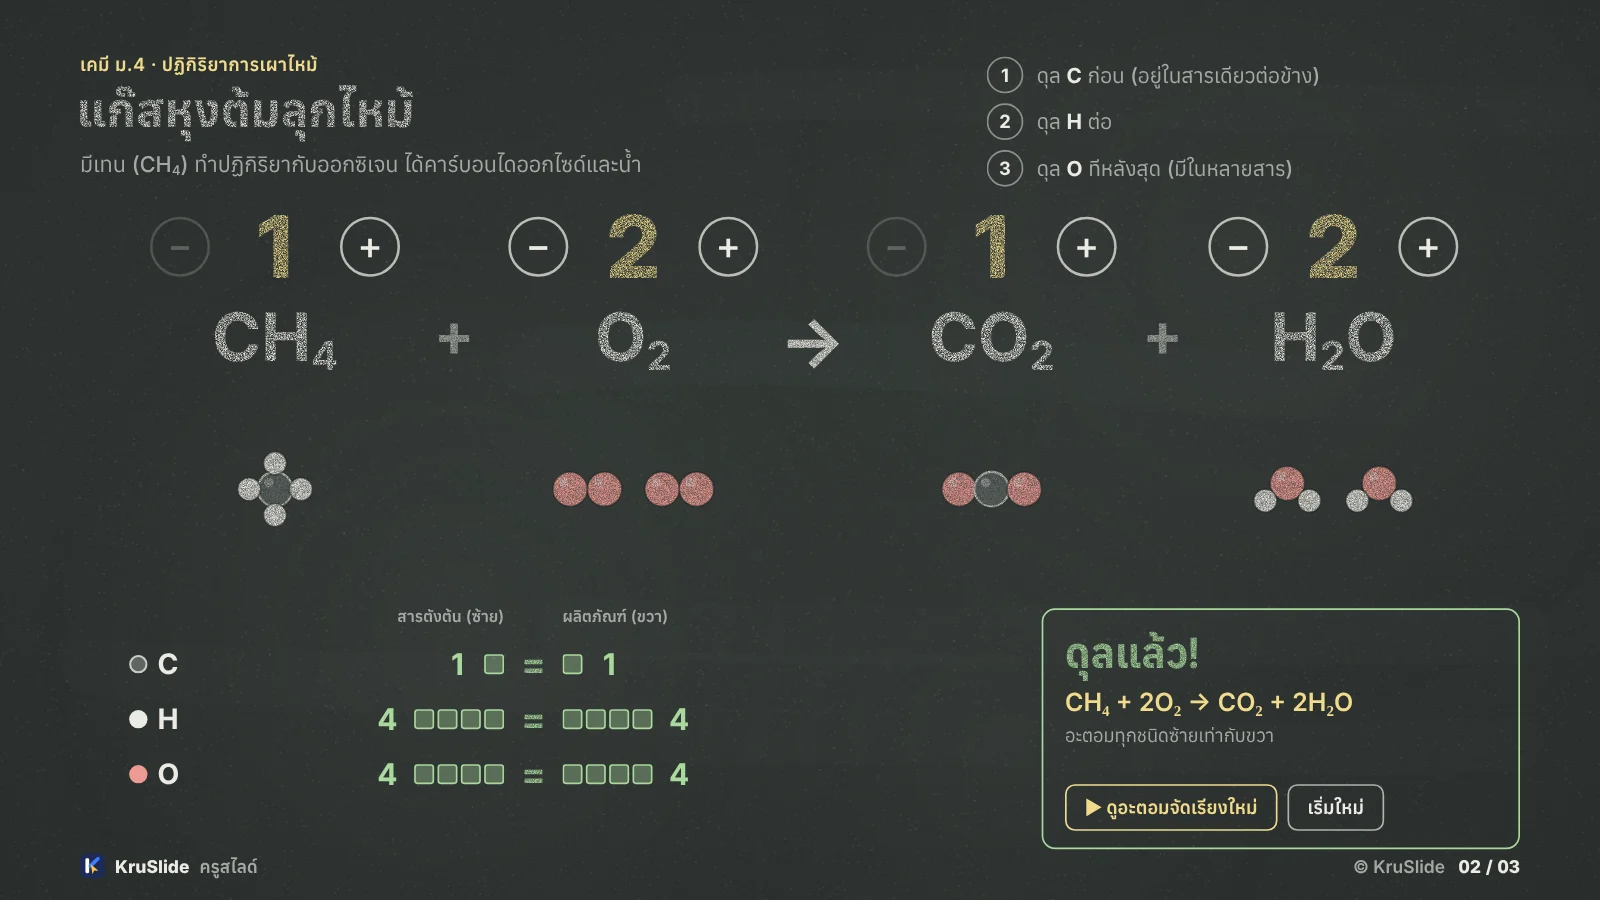 เคมี ม.4 · ปฏิกิริยาการเผาไหม้
แก๊สหุงต้มลุกไหม้
มีเทน (CH₄) ทำปฏิกิริยากับออกซิเจน ได้คาร์บอนไดออกไซด์และน้ำ
1 ดุล C ก่อน (อยู่ในสารเดียวต่อข้าง)
2 ดุล H ต่อ
3 ดุล O ทีหลังสุด (มีในหลายสาร)
− 1 + − 2 + − 1 + − 2 +
CH₄ + O₂ → CO₂ + H₂O
สารตั้งต้น (ซ้าย) ผลิตภัณฑ์ (ขวา)
C 1 = 1
H 4 = 4
O 4 = 4
ดุลแล้ว!
CH₄ + 2O₂ → CO₂ + 2H₂O
อะตอมทุกชนิดซ้ายเท่ากับขวา
▶ ดูอะตอมจัดเรียงใหม่ เริ่มใหม่
KruSlide ครูสไลด์
© KruSlide 02 / 03